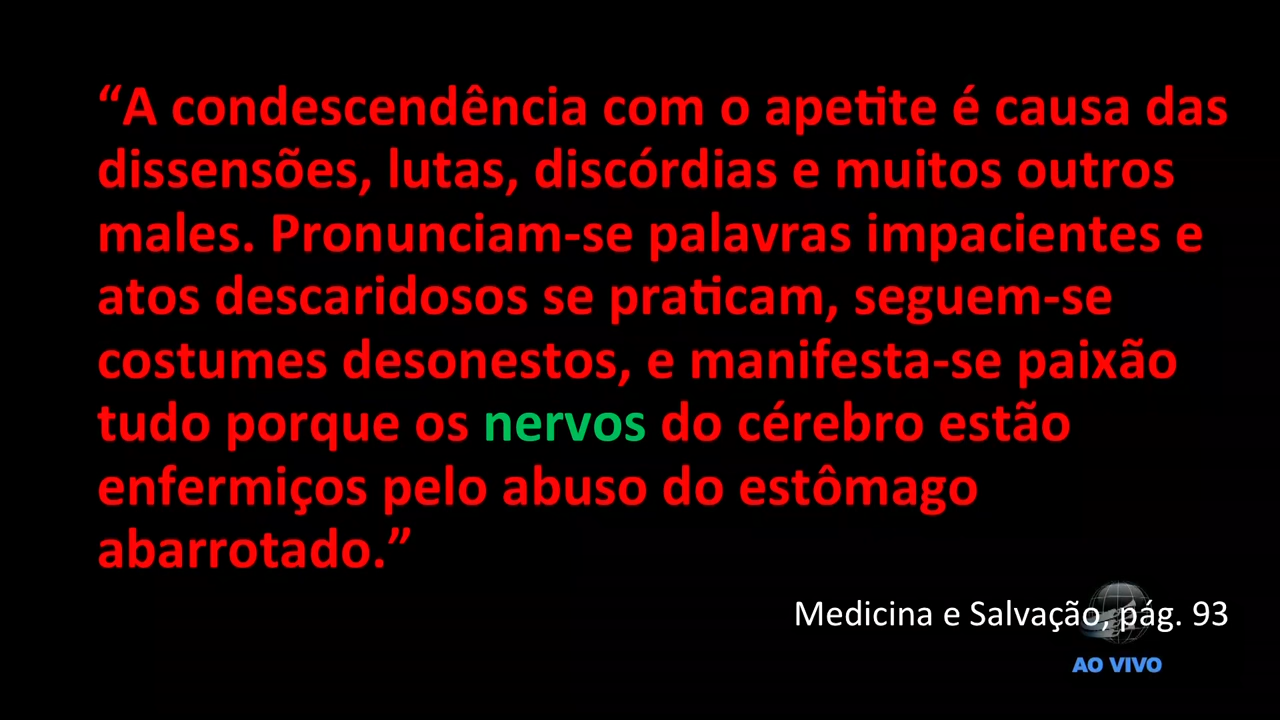 “A condescendência com o apetite é causa das
dissensões, lutas, discórdias e muitos outros
males. Pronunciam-se palavras impacientes e
atos descaridosos se praticam, seguem-se
costumes desonestos, e manifesta-se paixão
tudo porque os nervos do cérebro estão
enfermiços pelo abuso do estômago
abarrotado.”
Medicina e Salvação, pág. 93
AO VIVO